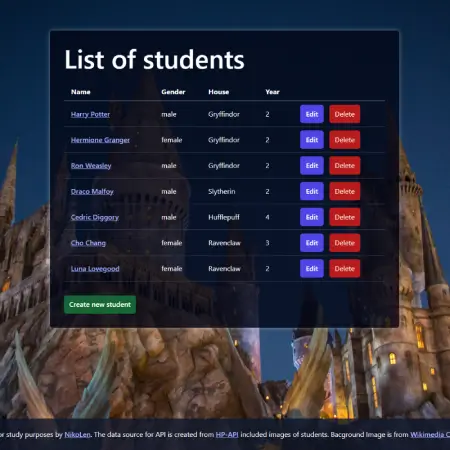 List of students
Name Gender House Year
Harry Potter male Gryffindor 2 Edit Delete
Hermione Granger female Gryffindor 2 Edit Delete
Ron Weasley male Gryffindor 2 Edit Delete
Draco Malfoy male Slytherin 2 Edit Delete
Cedric Diggory male Hufflepuff 4 Edit Delete
Cho Chang female Ravenclaw 3 Edit Delete
Luna Lovegood female Ravenclaw 2 Edit Delete
Create new student
or study purposes by NikoLen. The data source for API is created from HP-API included images of students. Bacground Image is from Wikimedia C